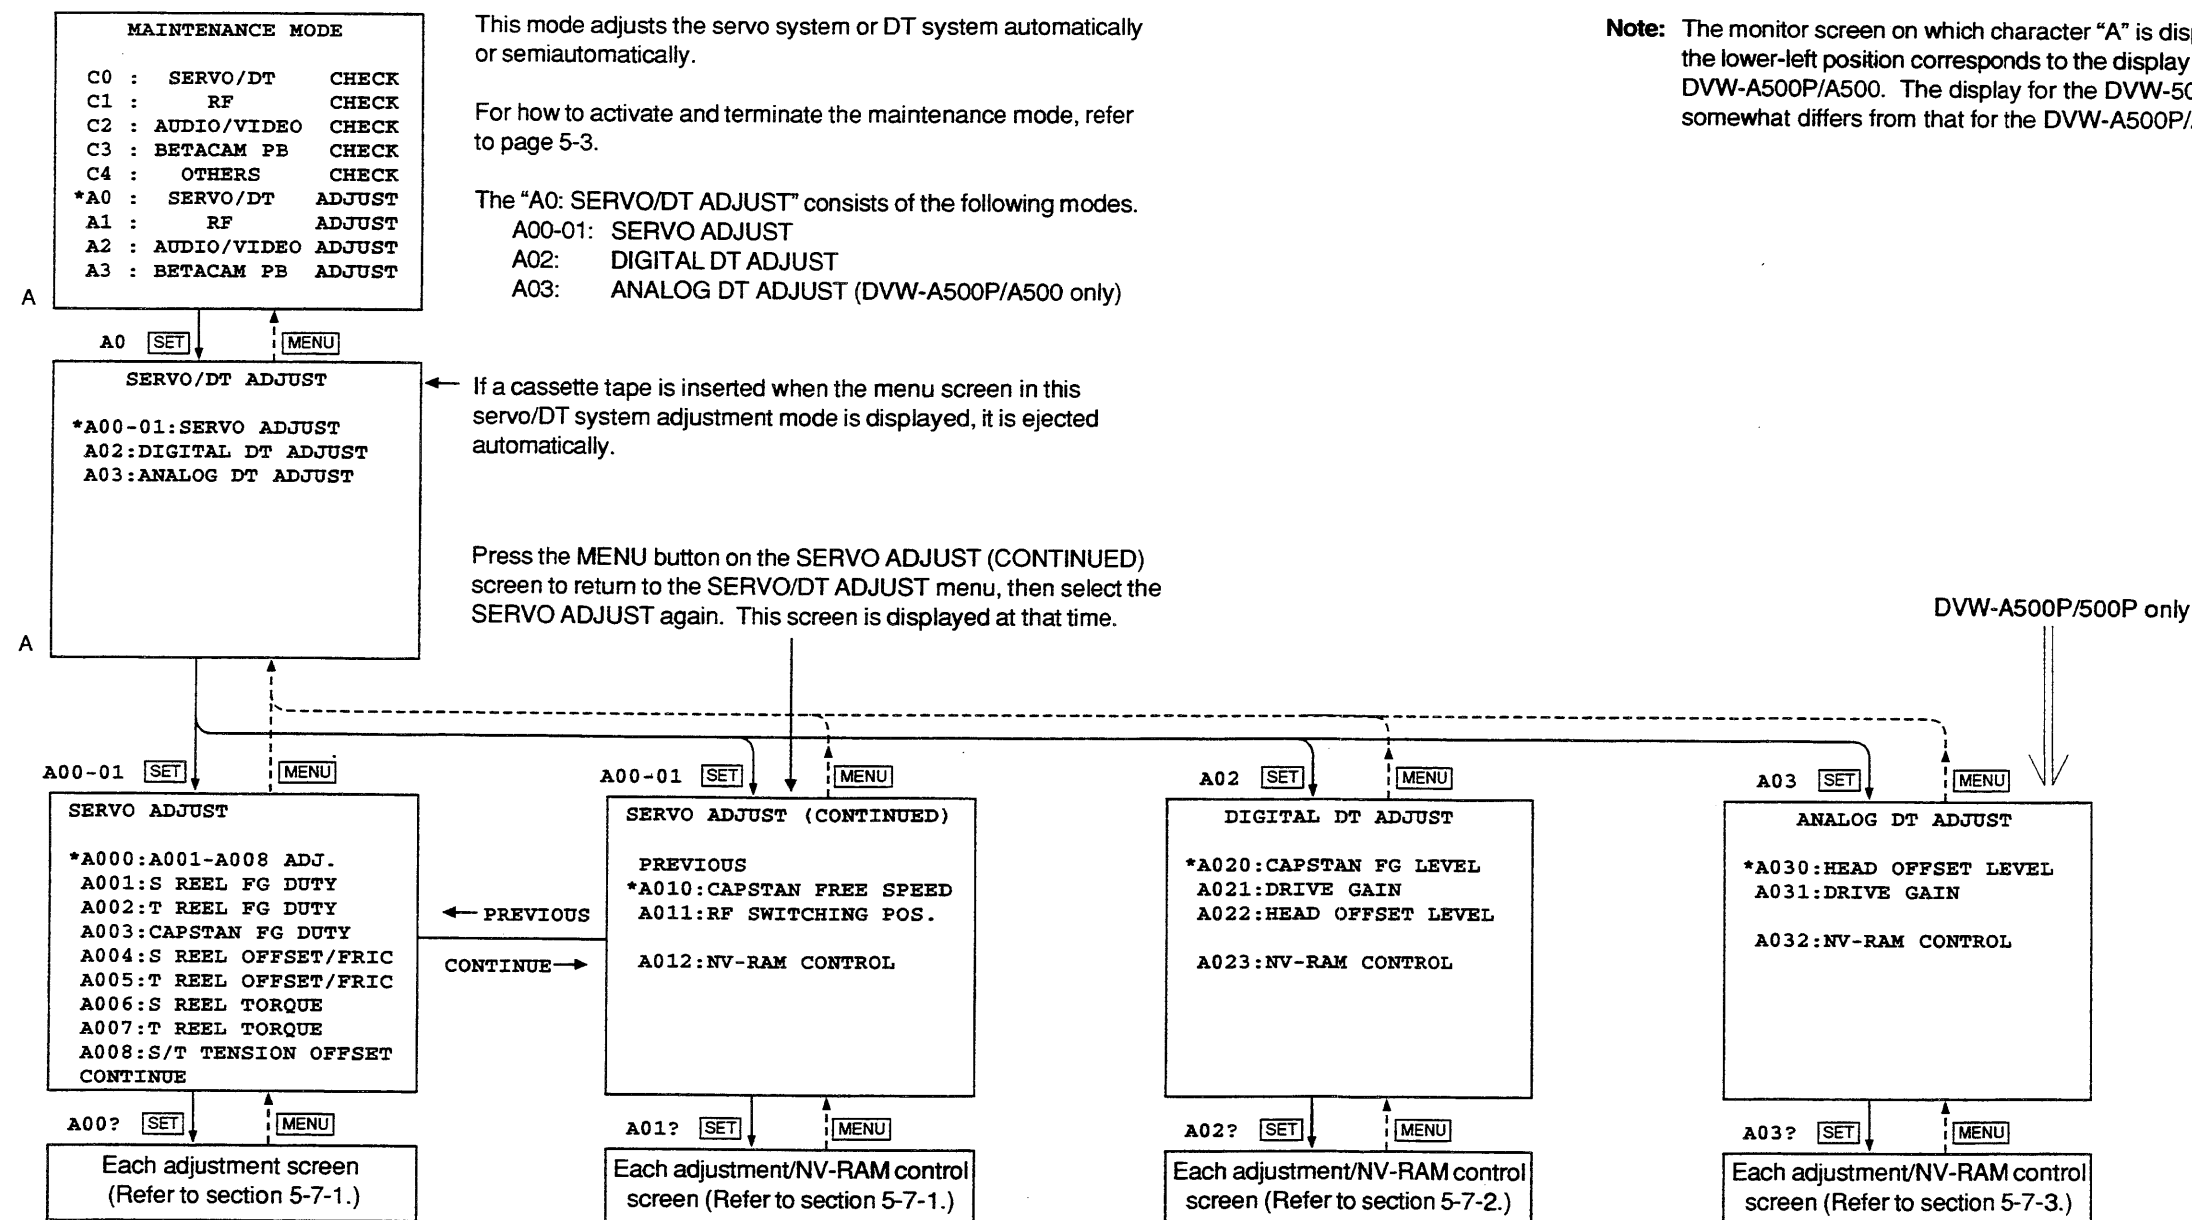 MAINTENANCE MODE
C0 : SERVO/DT CHECK
C1 : RF CHECK
C2 : AUDIO/VIDEO CHECK
C3 : BETACAM PB CHECK
C4 : OTHERS CHECK
*A0 : SERVO/DT ADJUST
A1 : RF ADJUST
A2 : AUDIO/VIDEO ADJUST
A3 : BETACAM PB ADJUST
A
This mode adjusts the servo system or DT system automatically
or semiautomatically.
For how to activate and terminate the maintenance mode, refer
to page 5-3.
The “A0: SERVO/DT ADJUST” consists of the following modes.
A00-01: SERVO ADJUST
A02: DIGITAL DT ADJUST
A03: ANALOG DT ADJUST (DVW-A500P/A500 only)
Note: The monitor screen on which character “A” is
the lower-left position corresponds to the display
DVW-A500P/A500. The display for the
somewhat differs from that for the
A0 SET MENU
SERVO/DT ADJUST
*A00-01:SERVO ADJUST
A02:DIGITAL DT ADJUST
A03:ANALOG DT ADJUST
A
If a cassette tape is inserted when the menu screen in this
servo/DT system adjustment mode is displayed, it is ejected
automatically.
Press the MENU button on the SERVO ADJUST (CONTINUED)
screen to return to the SERVO/DT ADJUST menu, then select the
SERVO ADJUST again. This screen is displayed at that time.
DVW-A500P/500P only
A00-01 SET MENU
SERVO ADJUST
*A000:A001-A008 ADJ.
A001:S REEL FG DUTY
A002:T REEL FG DUTY
A003:CAPSTAN FG DUTY
A004:S REEL OFFSET/FRIC
A005:T REEL OFFSET/FRIC
A006:S REEL TORQUE
A007:T REEL TORQUE
A008:S/T TENSION OFFSET
CONTINUE
A00? SET MENU
Each adjustment screen
(Refer to section 5-7-1.)
PREVIOUS
CONTINUE
A00-01 SET MENU
SERVO ADJUST (CONTINUED)
PREVIOUS
*A010:CAPSTAN FREE SPEED
A011:RF SWITCHING POS.
A012:NV-RAM CONTROL
A01? SET MENU
Each adjustment/NV-RAM control
screen (Refer to section 5-7-1.)
A02 SET MENU
DIGITAL DT ADJUST
*A020:CAPSTAN FG LEVEL
A021:DRIVE GAIN
A022:HEAD OFFSET LEVEL
A023:NV-RAM CONTROL
A02? SET MENU
Each adjustment/NV-RAM control
screen (Refer to section 5-7-2.)
A03 SET MENU
ANALOG DT ADJUST
*A030:HEAD OFFSET LEVEL
A031:DRIVE GAIN
A032:NV-RAM CONTROL
A03? SET MENU
Each adjustment/NV-RAM control
screen (Refer to section 5-7-3.)